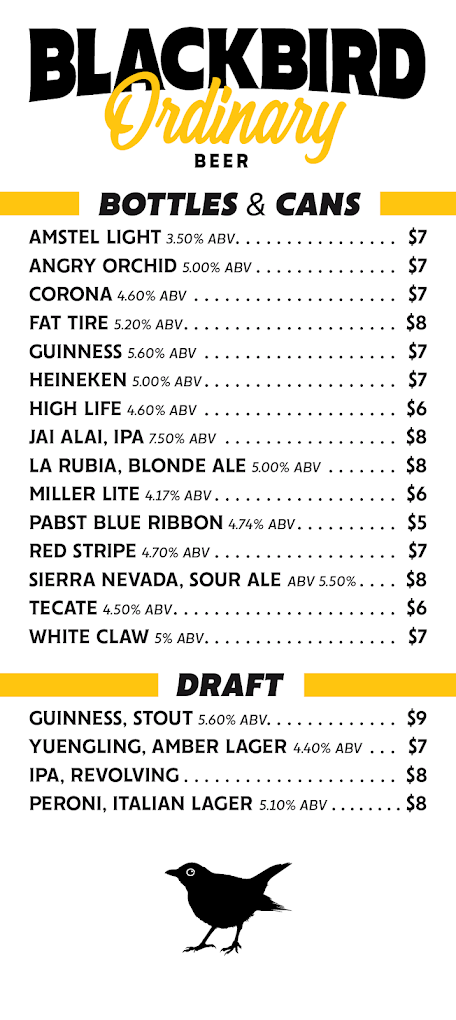 BLACKBIRD
Ordinary
BEER
BOTTLES & CANS
AMSTEL LIGHT 3.50% ABV. . . . . . . . . . . . . . . . $7
ANGRY ORCHID 5.00% ABV . . . . . . . . . . . . . . $7
CORONA 4.60% ABV . . . . . . . . . . . . . . . . . . . . $7
FAT TIRE 5.20% ABV. . . . . . . . . . . . . . . . . . . . . $8
GUINNESS 5.60% ABV . . . . . . . . . . . . . . . . . . . $7
HEINEKEN 5.00% ABV. . . . . . . . . . . . . . . . . . . $7
HIGH LIFE 4.60% ABV . . . . . . . . . . . . . . . . . . . $6
JAI ALAI, IPA 7.50% ABV . . . . . . . . . . . . . . . . . $8
LA RUBIA, BLONDE ALE 5.00% ABV . . . . . . . $8
MILLER LITE 4.17% ABV. . . . . . . . . . . . . . . . . . $6
PABST BLUE RIBBON 4.74% ABV. . . . . . . . . . $5
RED STRIPE 4.70% ABV . . . . . . . . . . . . . . . . . . $7
SIERRA NEVADA, SOUR ALE ABV 5.50%. . . . $8
TECATE 4.50% ABV. . . . . . . . . . . . . . . . . . . . . . $6
WHITE CLAW 5% ABV. . . . . . . . . . . . . . . . . . . $7
DRAFT
GUINNESS, STOUT 5.60% ABV. . . . . . . . . . . . . $9
YUENGLING, AMBER LAGER 4.40% ABV . . . $7
IPA, REVOLVING . . . . . . . . . . . . . . . . . . . . . $8
PERONI, ITALIAN LAGER 5.10% ABV . . . . . . . . $8